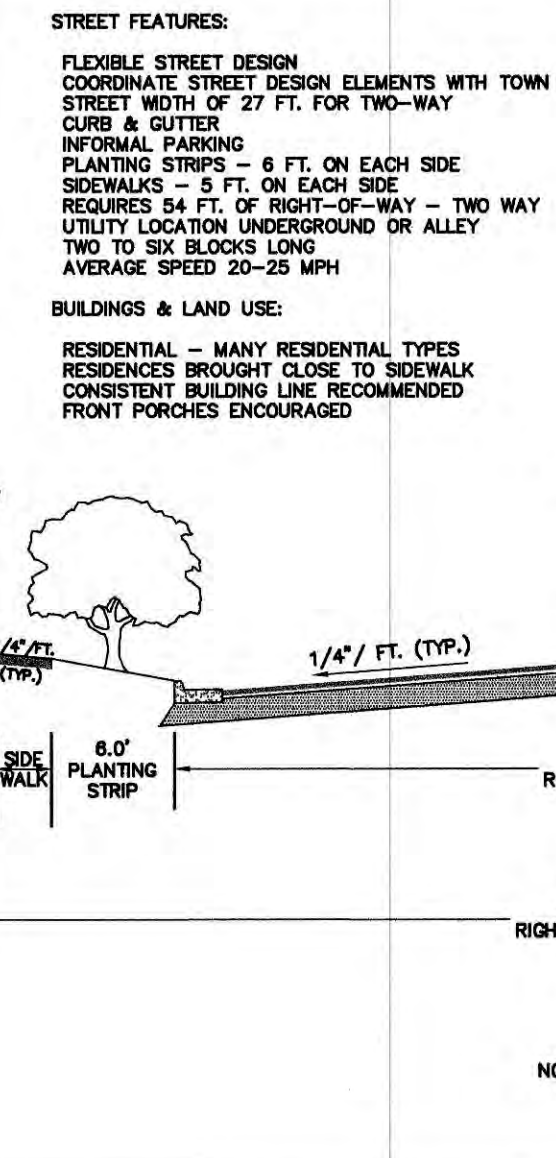 STREET FEATURES:
FLEXIBLE STREET DESIGN
COORDINATE STREET DESIGN ELEMENTS WITH TOWN
STREET WIDTH OF 27 FT. FOR TWO-WAY
CURB & GUTTER
INFORMAL PARKING
PLANTING STRIPS - 6 FT. ON EACH SIDE
SIDEWALKS - 5 FT. ON EACH SIDE
REQUIRES 54 FT. OF RIGHT-OF-WAY - TWO WAY
UTILITY LOCATION UNDERGROUND OR ALLEY
TWO TO SIX BLOCKS LONG
AVERAGE SPEED 20-25 MPH
BUILDINGS & LAND USE:
RESIDENTIAL - MANY RESIDENTIAL TYPES
RESIDENCES BROUGHT CLOSE TO SIDEWALK
CONSISTENT BUILDING LINE RECOMMENDED
FRONT PORCHES ENCOURAGED
/4"/FT.
(TYP.)
1/4"/ FT. (TYP.)
SIDE
WALK
6.0'
PLANTING
STRIP
R
RIGH
NO